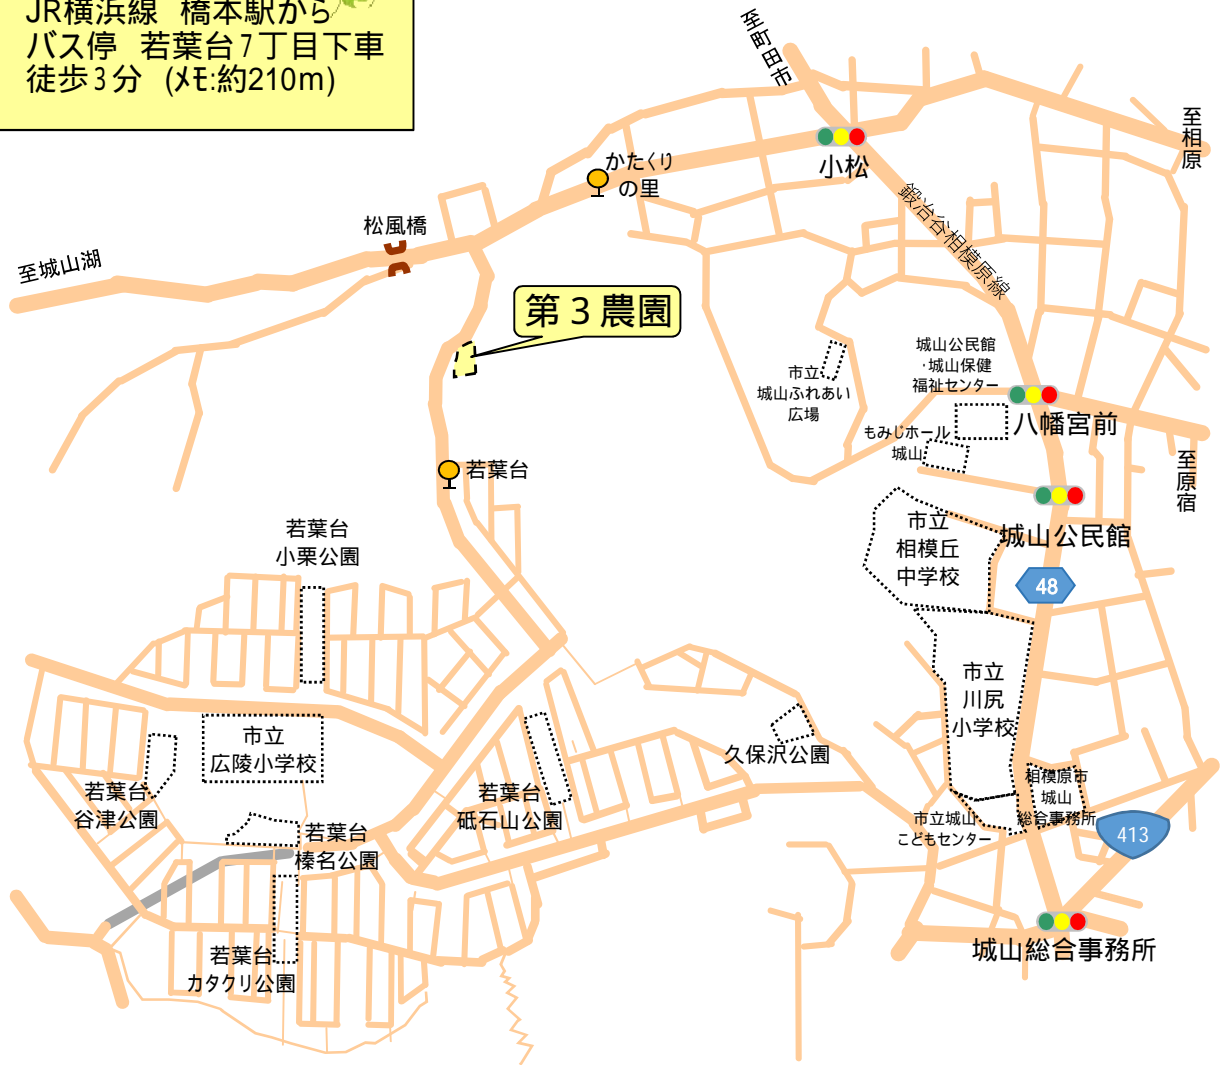 JR横浜線 橋本駅から
バス停 若葉台7丁目下車
徒歩3分 (メモ:約210m)
至町田市
至相原
小松
かたくり
の里
鍛冶谷相模原線
松風橋
至城山湖
第3農園
城山公民館
・城山保健
福祉センター
市立
城山ふれあい
広場
八幡宮前
もみじホール
城山
至原宿
若葉台
市立
相模丘
中学校
城山公民館
48
若葉台
小栗公園
市立
川尻
小学校
市立
広陵小学校
久保沢公園
相模原市
城山
総合事務所
若葉台
谷津公園
若葉台
砥石山公園
市立城山
こどもセンター
413
若葉台
榛名公園
城山総合事務所
若葉台
カタクリ公園